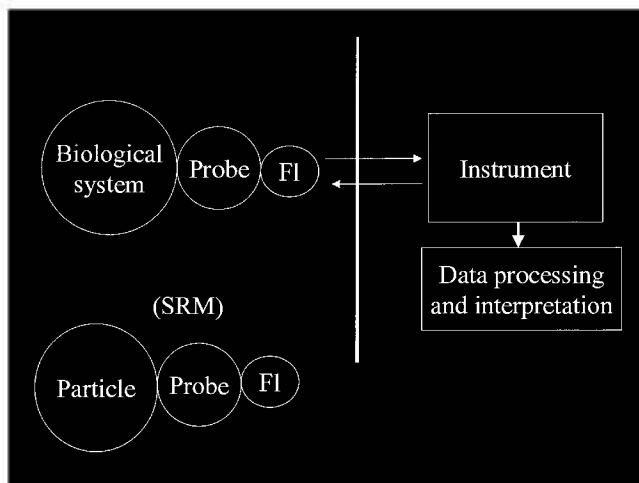 Biological
system
Probe
Fl
Instrument
Data processing
and interpretation
(SRM)
Particle
Probe
Fl